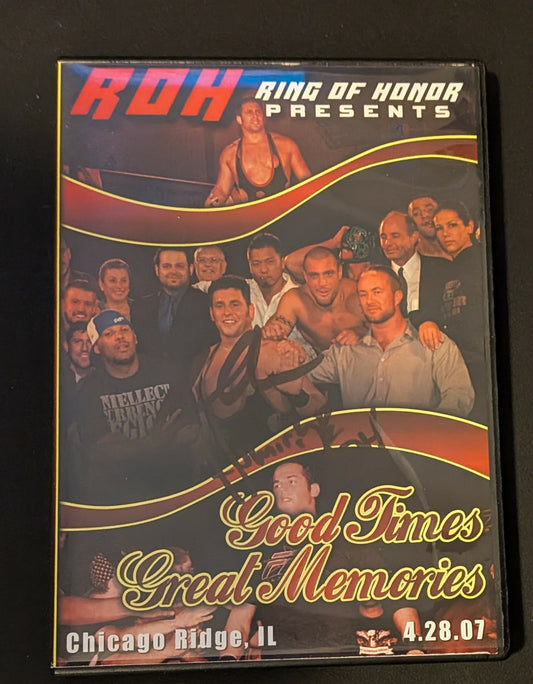 ROH RING OF HONOR
PRESENTS
Good Times
Great Memories
Chicago Ridge, IL 4.28.07